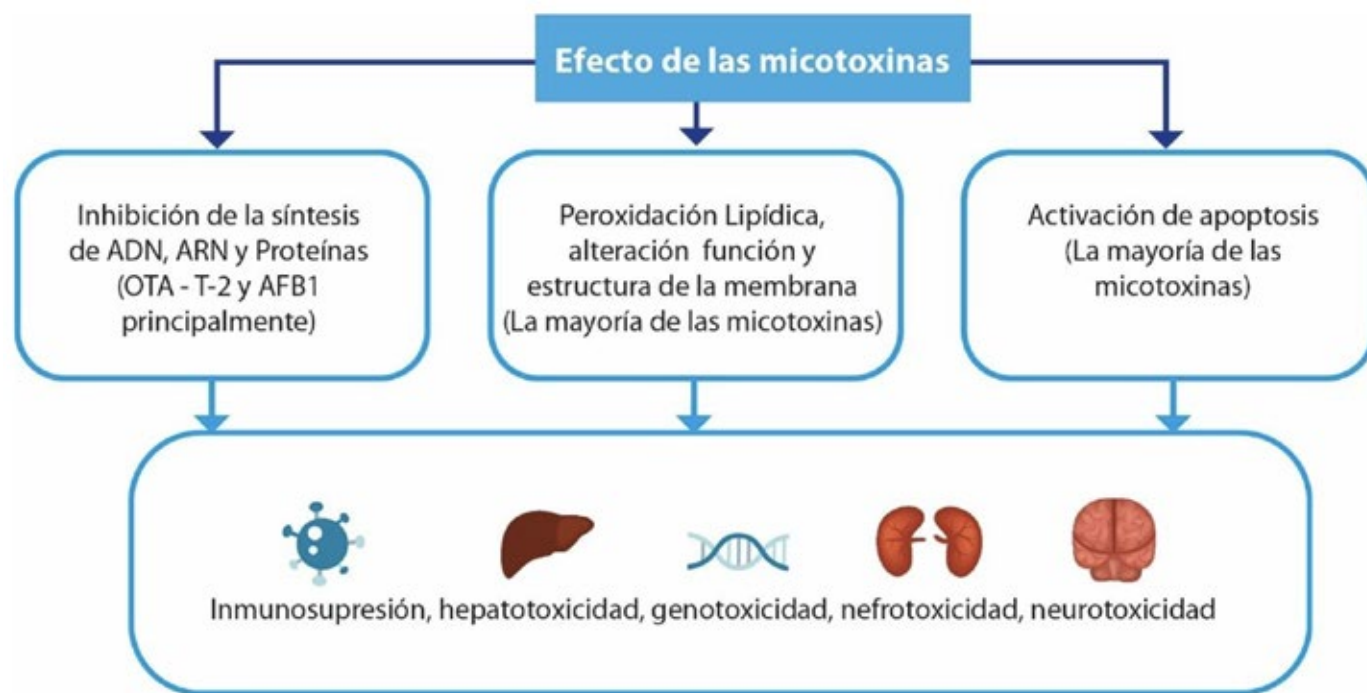 Efecto de las micotoxinas
Inhibición de la síntesis
de ADN, ARN y Proteínas
(OTA - T-2 y AFB1
principalmente)
Peroxidación Lipídica,
alteración función y
estructura de la membrana
(La mayoría de las micotoxinas)
Activación de apoptosis
(La mayoría de las
micotoxinas)
Inmunosupresión, hepatotoxicidad, genotoxicidad, nefrotoxicidad, neurotoxicidad